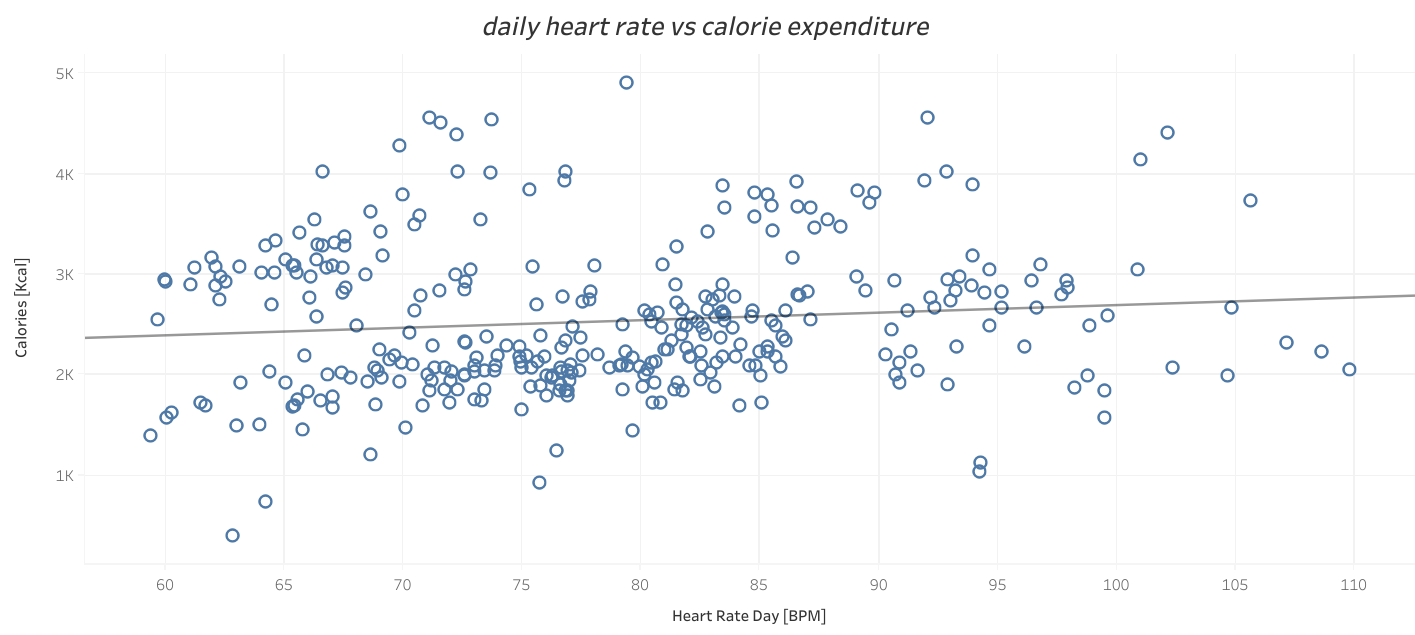 daily heart rate vs calorie expenditure
5K
4K
3K
2K
1K
Calories [Kcal]
60 65 70 75 80 85 90 95 100 105 110
Heart Rate Day [BPM]